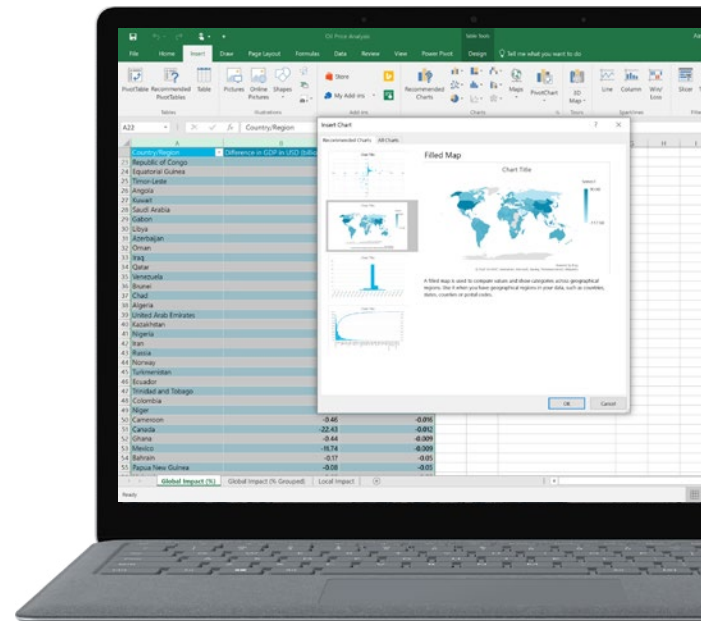 Oil Price Analysis
Table Tools
File Home Insert Draw Page Layout Formulas Data Review View Power Pivot Design Tell me what you want to do
PivotTable Recommended PivotTables Table Pictures Online Pictures Shapes Store My Add-ins Recommended Charts Maps PivotChart 3D Map Line Column Win/Loss Slicer
Tables Illustrations Add-ins Charts Tours Sparklines
A22 fx Country/Region
Insert Chart ? ×
Recommended Charts All Charts
A B G H I
Country/Region Difference in GDP in USD
23 Republic of Congo
24 Equatorial Guinea
25 Timor-Leste
26 Angola
27 Kuwait
28 Saudi Arabia
29 Gabon
30 Libya
31 Azerbaijan
32 Oman
33 Iraq
34 Qatar
35 Venezuela
36 Brunei
37 Chad
38 Algeria
39 United Arab Emirates
40 Kazakhstan
41 Nigeria
42 Iran
43 Russia
44 Norway
45 Turkmenistan
46 Ecuador
47 Trinidad and Tobago
48 Colombia
49 Niger
50 Cameroon -0.46 -0.016
51 Canada -22.43 -0.012
52 Ghana -0.44 -0.009
53 Mexico -11.74 -0.009
54 Bahrain -0.17 -0.05
55 Papua New Guinea -0.08 -0.05
Filled Map
Chart Title
A filled map is used to compare values and show categories across geographical
regions. Use it when you have geographical regions in your data, such as countries,
states, counties or postal codes.
OK Cancel
Global Impact (%) Global Impact (% Grouped) Local Impact
Ready